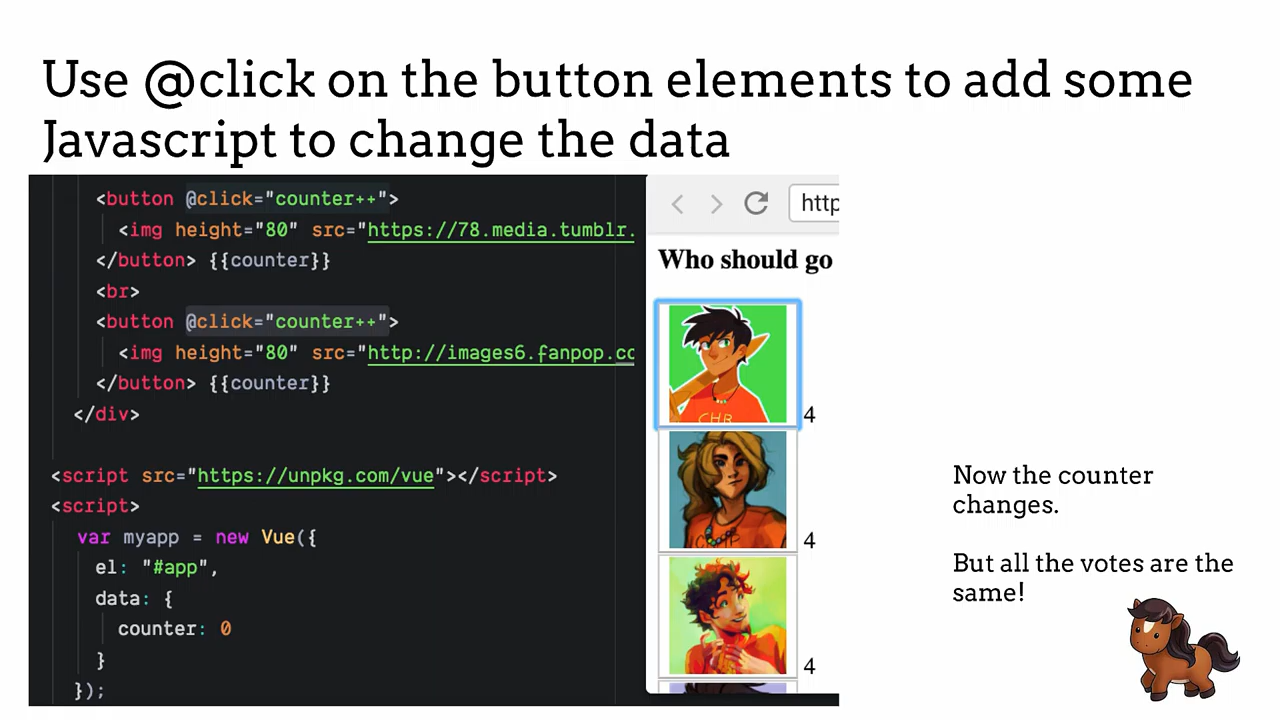 Use @click on the button elements to add some
Javascript to change the data
<button @click="counter++">
<img height="80" src="https://78.media.tumblr.
</button> {{counter}}
<br>
<button @click="counter++">
<img height="80" src="http://images6.fanpop.co
</button> {{counter}}
</div>
<script src="https://unpkg.com/vue"></script>
<script>
var myapp = new Vue({
el: "#app",
data: {
counter: 0
}
});
http
Who should go
CHB
4
4
4
Now the counter
changes.
But all the votes are the
same!